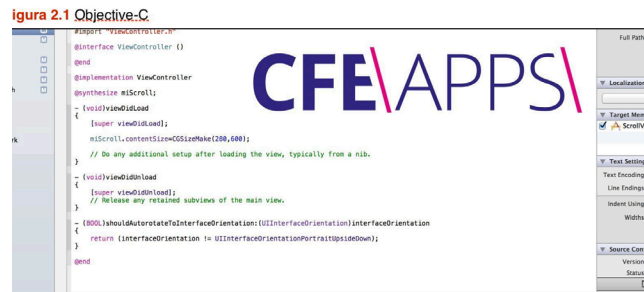 igura 2.1 Objective-C
#import "ViewController.h"
@interface ViewController ()
@end
@implementation ViewController
@synthesize miScroll;
- (void)viewDidLoad
{
[super viewDidLoad];
miScroll.contentSize=CGSizeMake(280,600);
// Do any additional setup after loading the view, typically from a nib.
}
- (void)viewDidUnload
{
[super viewDidUnload];
// Release any retained subviews of the main view.
}
- (BOOL)shouldAutorotateToInterfaceOrientation:(UIInterfaceOrientation)interfaceOrientation
{
return (interfaceOrientation != UIInterfaceOrientationPortraitUpsideDown);
}
@end
CFE\APPS\
Full Path
Localization
Target Mem
ScrollV
Text Setting
Text Encoding
Line Endings
Indent Using
Widths
Source Cont
Version
Status